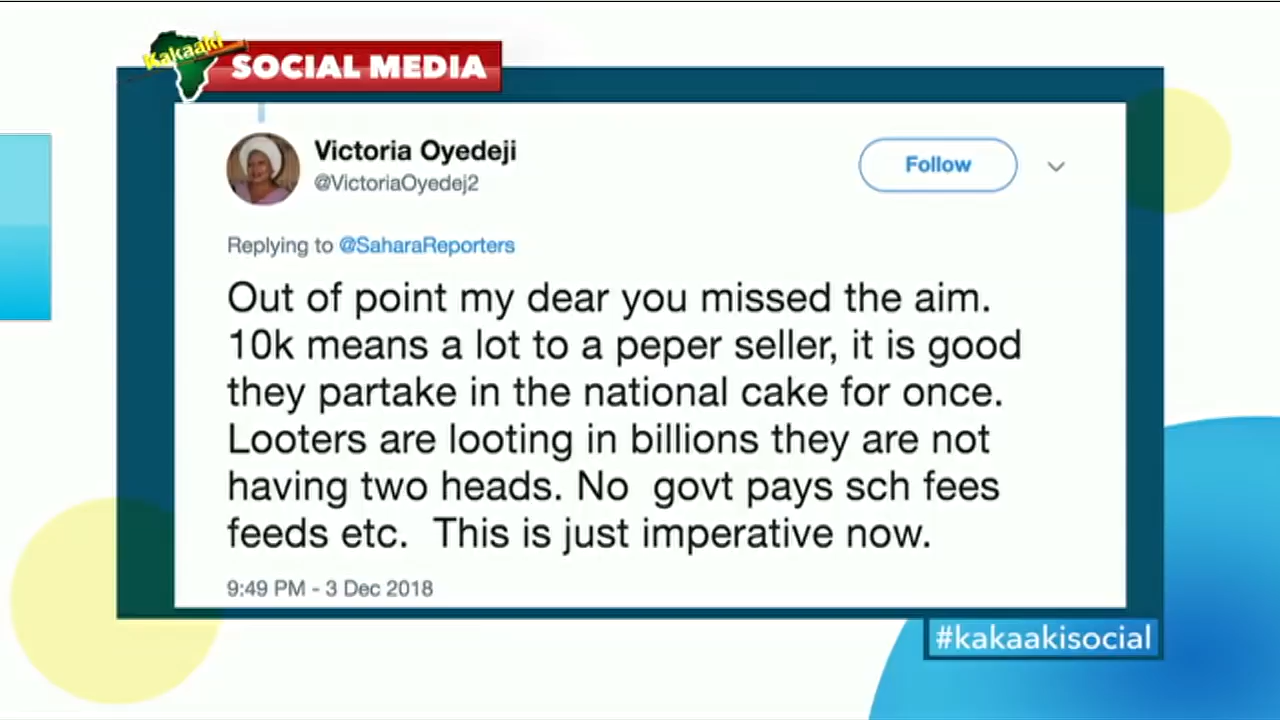 Kakaaki
SOCIAL MEDIA
Victoria Oyedeji
@VictoriaOyedej2
Follow
Replying to @SaharaReporters
Out of point my dear you missed the aim.
10k means a lot to a peper seller, it is good
they partake in the national cake for once.
Looters are looting in billions they are not
having two heads. No  govt pays sch fees
feeds etc.  This is just imperative now.
9:49 PM - 3 Dec 2018
#kakaakisocial